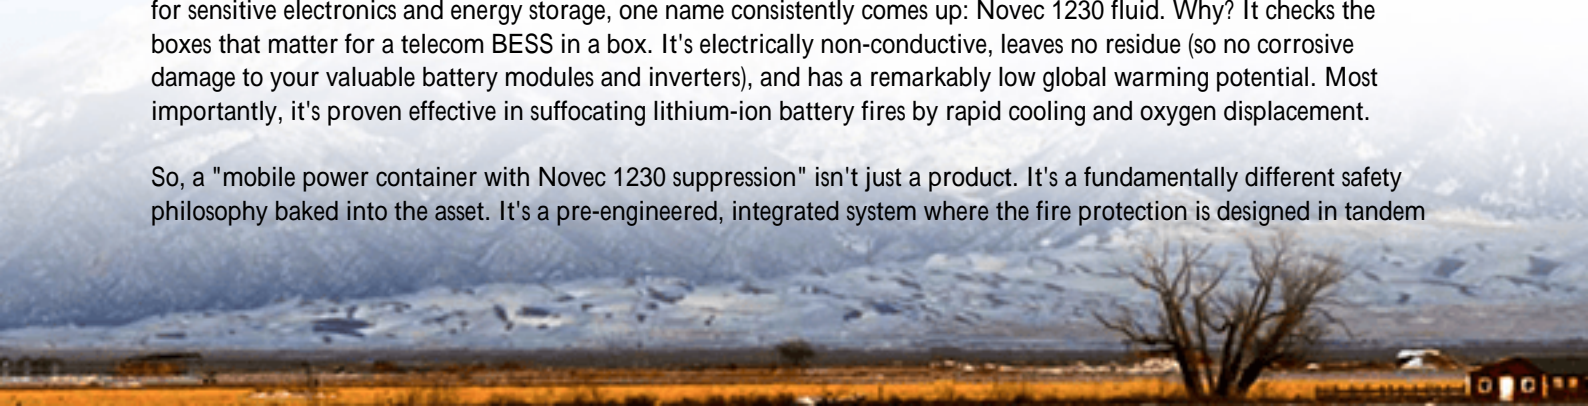 for sensitive electronics and energy storage, one name consistently comes up: Novec 1230 fluid. Why? It checks the
boxes that matter for a telecom BESS in a box. It's electrically non-conductive, leaves no residue (so no corrosive
damage to your valuable battery modules and inverters), and has a remarkably low global warming potential. Most
importantly, it's proven effective in suffocating lithium-ion battery fires by rapid cooling and oxygen displacement.
So, a "mobile power container with Novec 1230 suppression" isn't just a product. It's a fundamentally different safety
philosophy baked into the asset. It's a pre-engineered, integrated system where the fire protection is designed in tandem